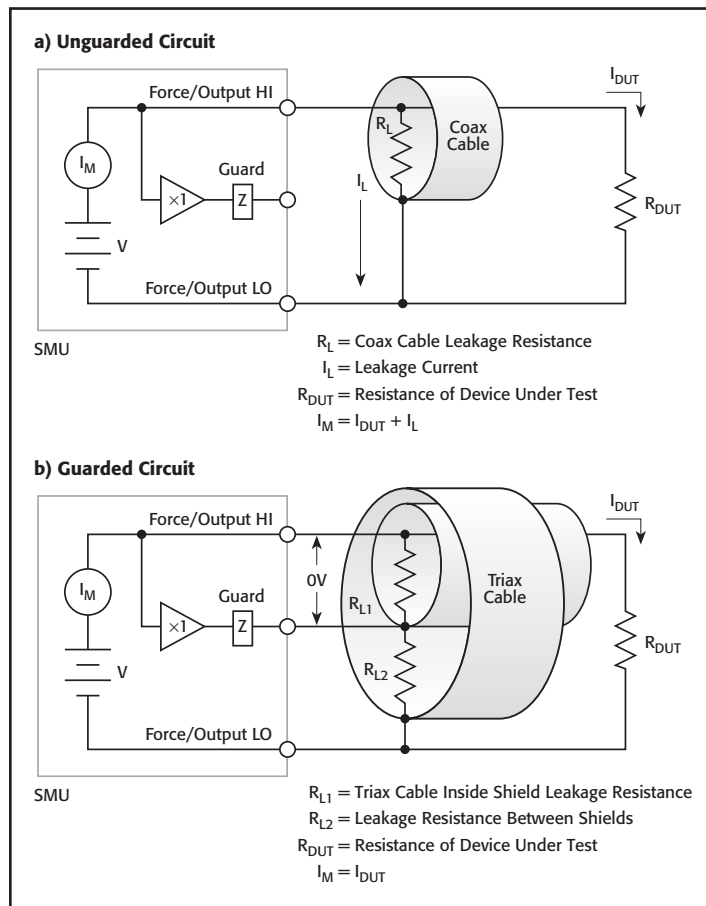 a) Unguarded Circuit
Force/Output HI
I_DUT
R_L
Coax
Cable
I_M
Guard
I_L
×1
Z
R_DUT
V
Force/Output LO
SMU
R_L = Coax Cable Leakage Resistance
I_L = Leakage Current
R_DUT = Resistance of Device Under Test
I_M = I_DUT + I_L
b) Guarded Circuit
Force/Output HI
I_DUT
I_M
0V
Guard
R_L1
Triax
Cable
×1
Z
R_DUT
R_L2
V
Force/Output LO
SMU
R_L1 = Triax Cable Inside Shield Leakage Resistance
R_L2 = Leakage Resistance Between Shields
R_DUT = Resistance of Device Under Test
I_M = I_DUT